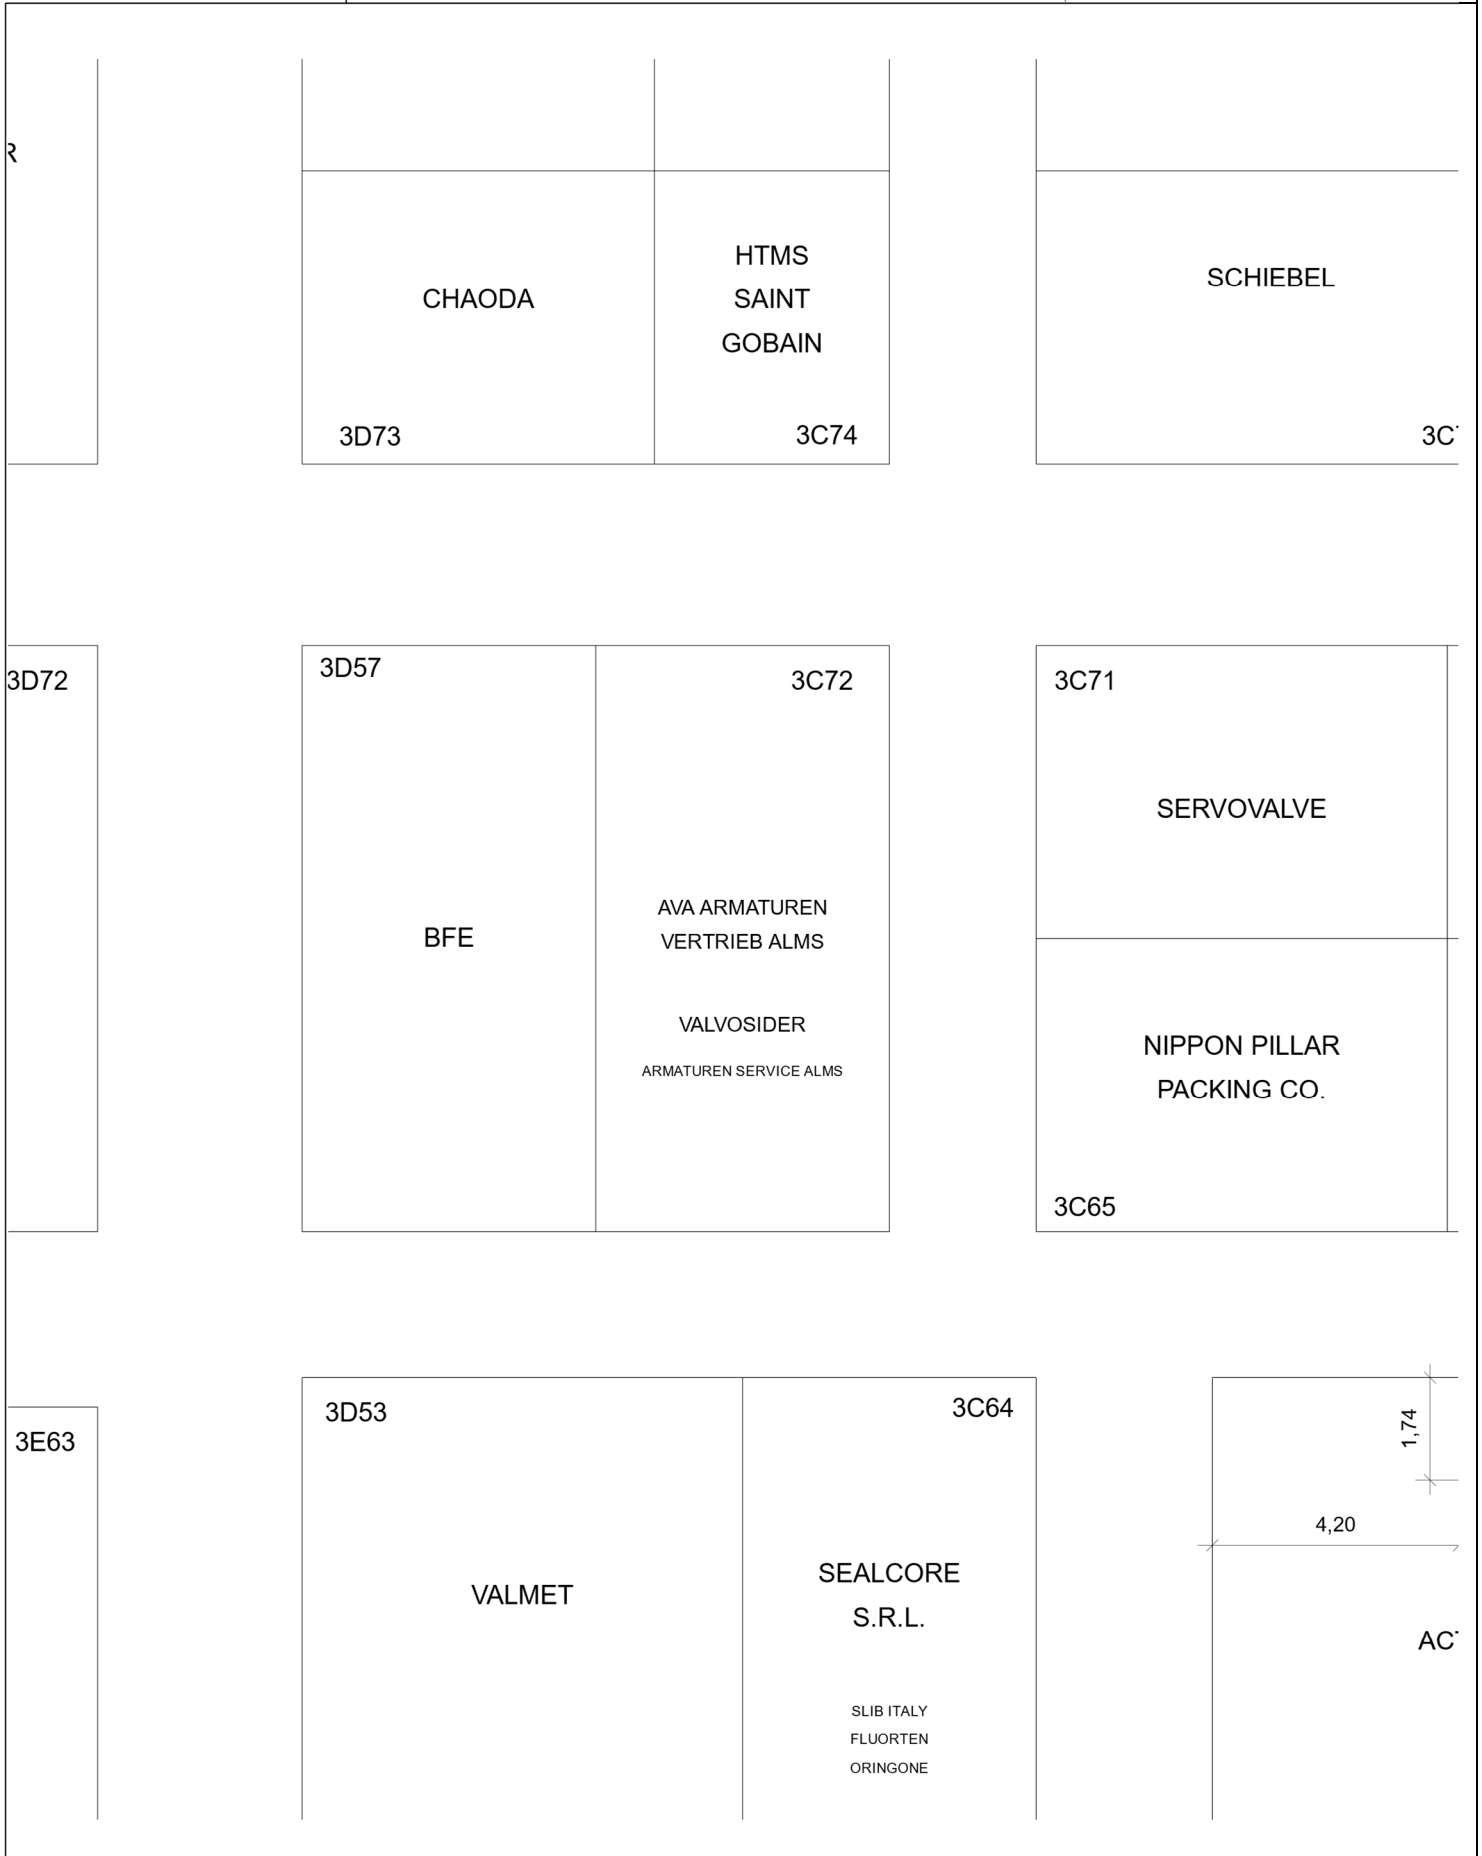 R
CHAODA
3D73
HTMS
SAINT
GOBAIN
3C74
SCHIEBEL
3D72
3D57
BFE
3C72
AVA ARMATUREN
VERTRIEB ALMS
VALVOSIDER
ARMATUREN SERVICE ALMS
3C71
SERVOVALVE
NIPPON PILLAR
PACKING CO.
3C65
3E63
3D53
VALMET
3C64
SEALCORE
S.R.L.
SLIB ITALY
FLUORTEN
ORINGONE
1,74
4,20